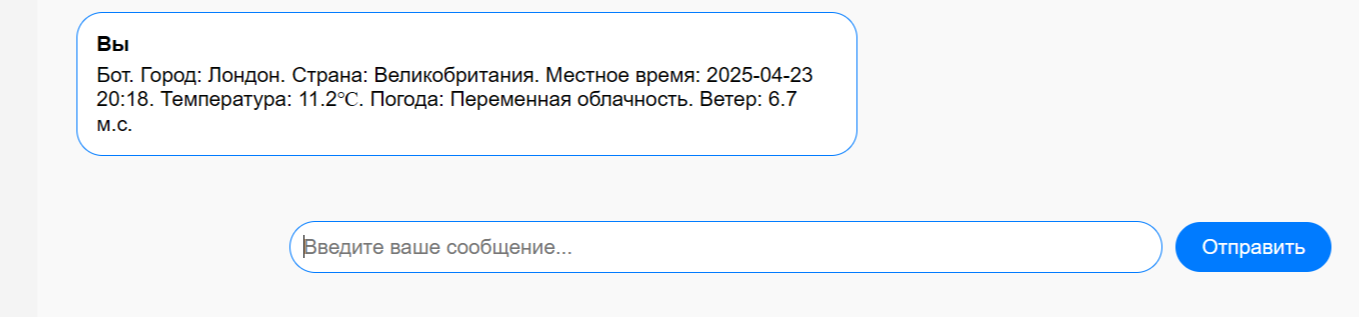 Вы
Бот. Город: Лондон. Страна: Великобритания. Местное время: 2025-04-23
20:18. Температура: 11.2℃. Погода: Переменная облачность. Ветер: 6.7
м.с.
Введите ваше сообщение...
Отправить